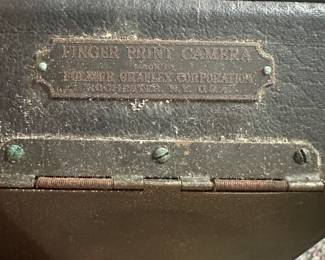 FINGER PRINT CAMERA
FOLMER GRAFLEX CORPORATION
ROCHESTER, N.Y. U.S.A.